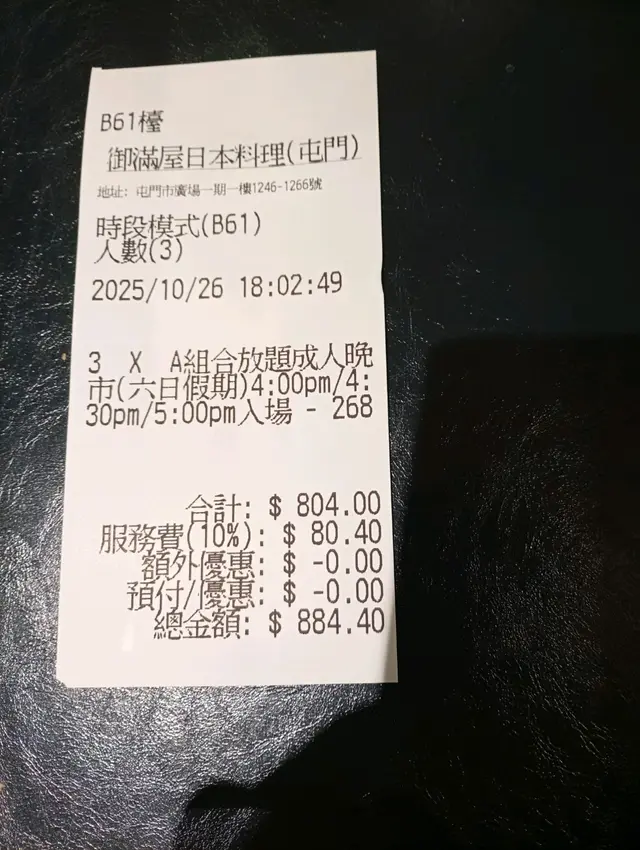 B61檯
御滿屋日本料理(屯門)
地址: 屯門市廣場一期一樓1246-1266號
時段模式(B61)
人數(3)
2025/10/26 18:02:49
3 X A組合放題成人晚
市(六日假期)4:00pm/4:
30pm/5:00pm入場 - 268
合計: $ 804.00
服務費(10%): $ 80.40
額外優惠: $ -0.00
預付/優惠: $ -0.00
總金額: $ 884.40